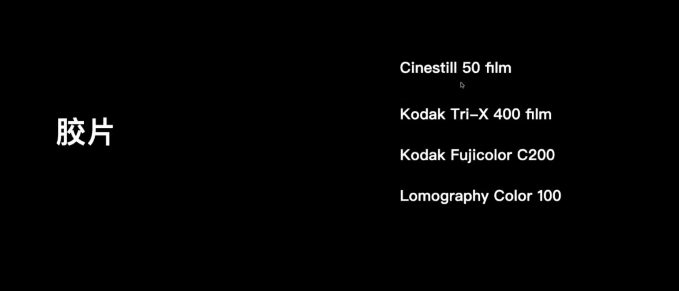 胶片
Cinestill 50 film
Kodak Tri-X 400 film
Kodak Fujicolor C200
Lomography Color 100